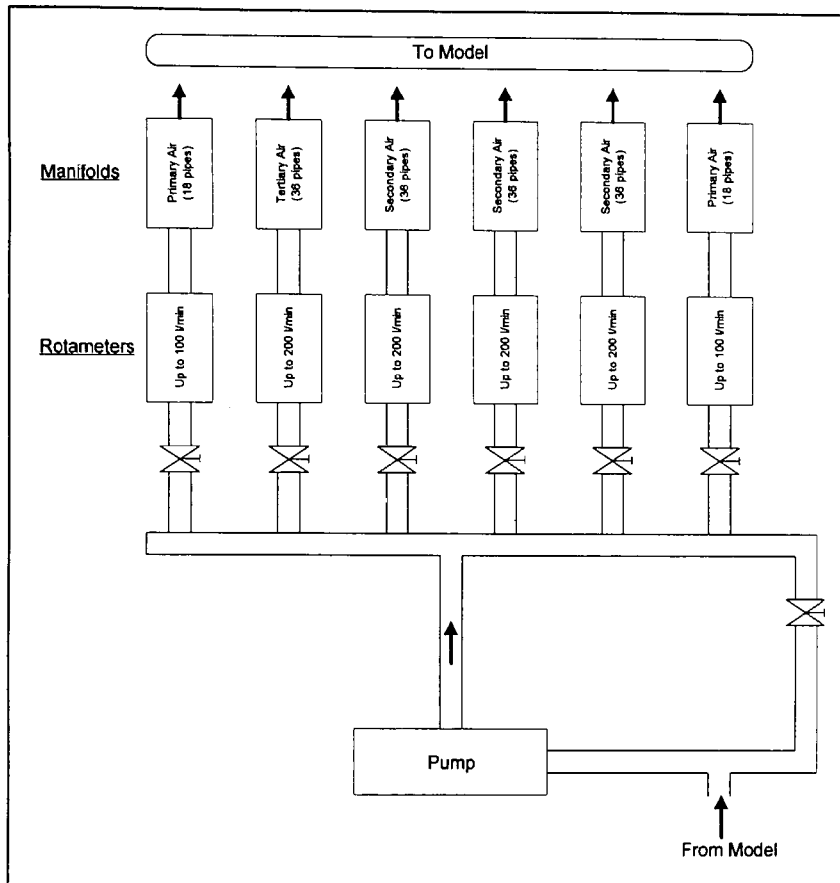 To Model
Manifolds
Primary Air
(18 pipes)
Tertiary Air
(36 pipes)
Secondary Air
(36 pipes)
Secondary Air
(36 pipes)
Secondary Air
(36 pipes)
Primary Air
(18 pipes)
Rotameters
Up to 100 l/min
Up to 200 l/min
Up to 200 l/min
Up to 200 l/min
Up to 200 l/min
Up to 100 l/min
Pump
From Model